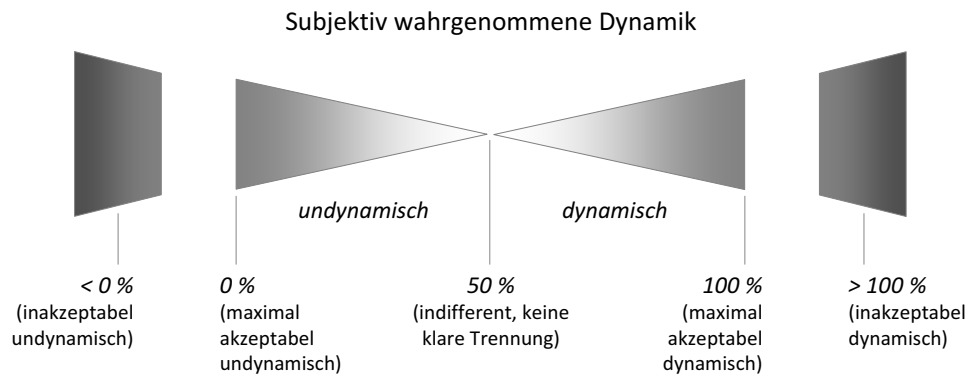 Subjektiv wahrgenommene Dynamik
undynamisch
dynamisch
< 0 %
(inakzeptabel
undynamisch)
0 %
(maximal
akzeptabel
undynamisch)
50 %
(indifferent, keine
klare Trennung)
100 %
(maximal
akzeptabel
dynamisch)
> 100 %
(inakzeptabel
dynamisch)